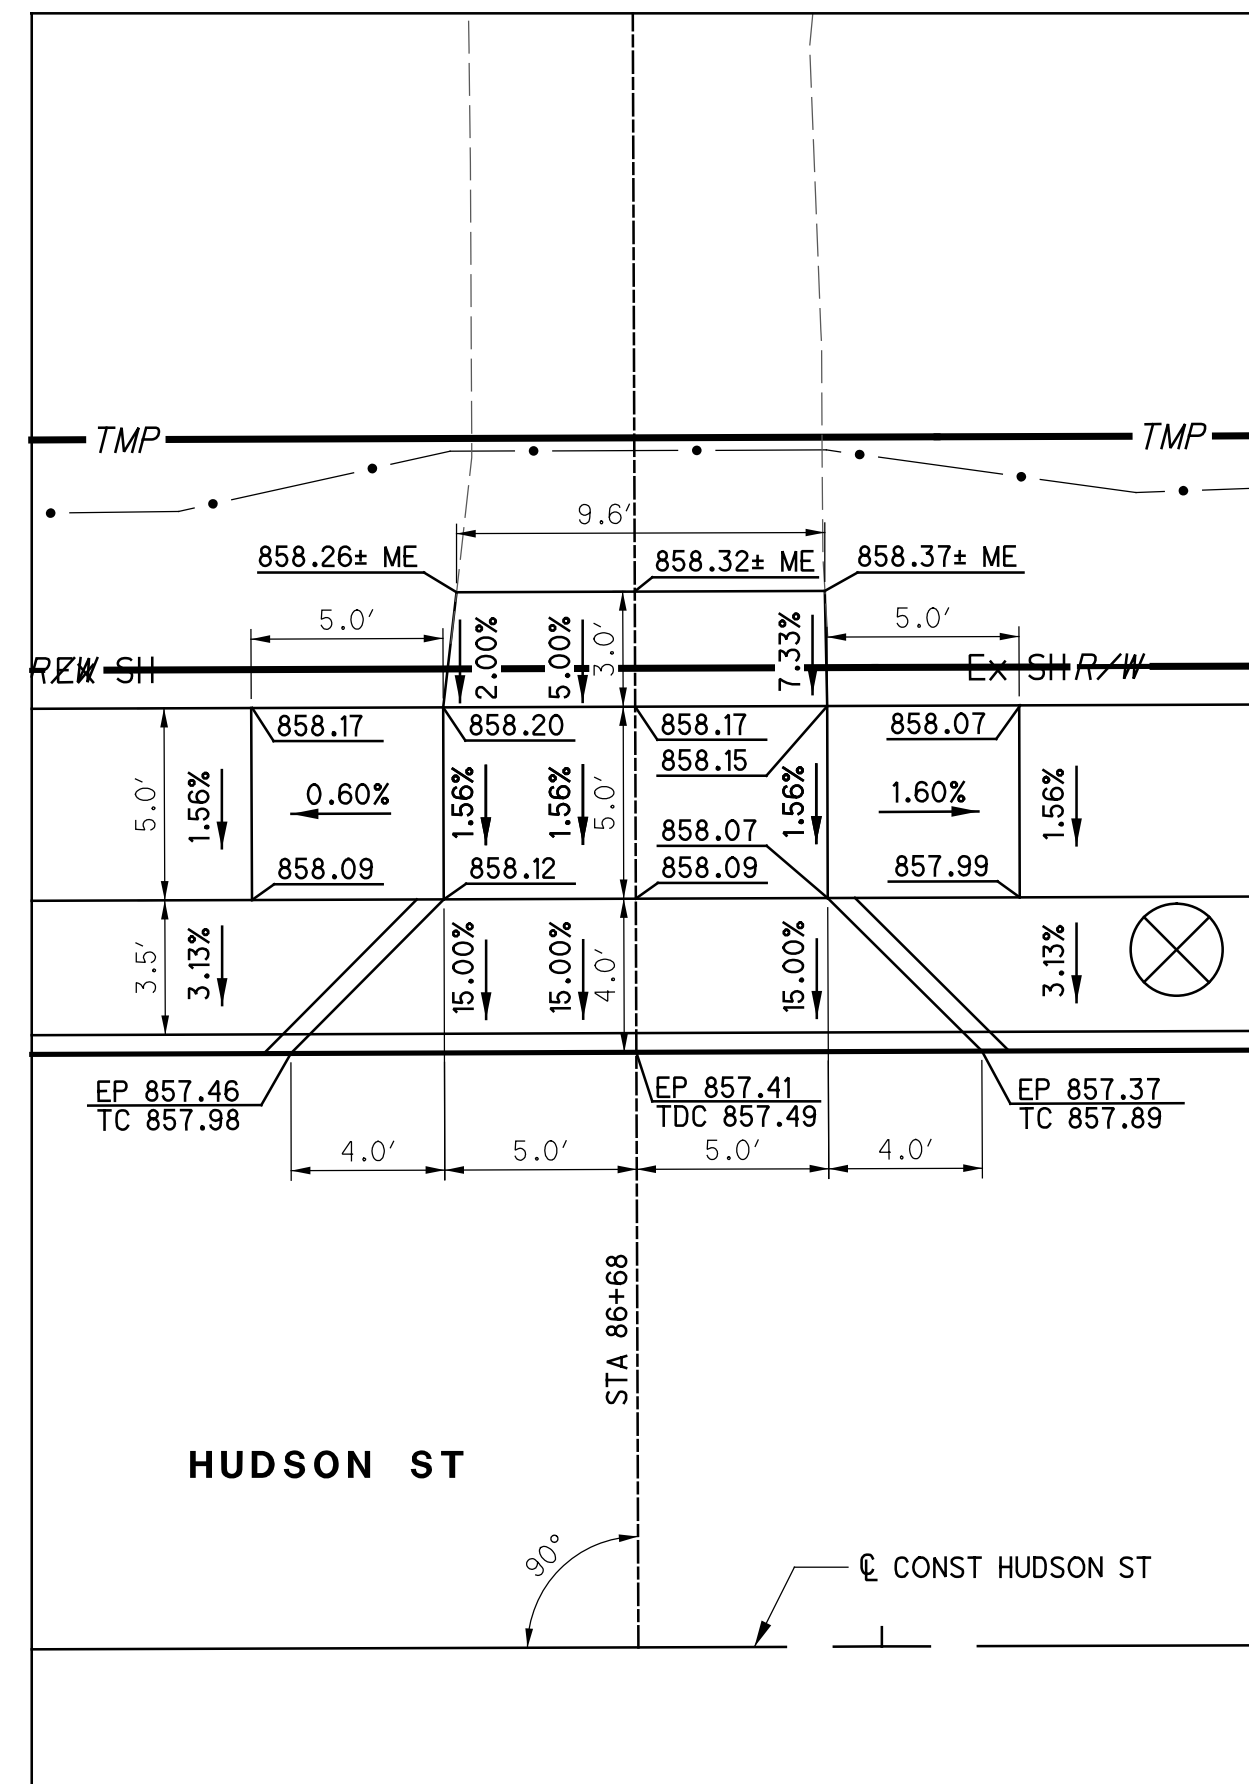 TMP
TMP
9.6′
858.26± ME
858.32± ME
858.37± ME
5.0′
2.00%
5.00%
3.0′
7.33%
5.0′
R/W
EX SH
EX SH
R/W
858.17
858.20
858.17
858.07
858.15
5.0′
1.56%
0.60%
1.56%
1.56%
5.0′
1.56%
1.60%
1.56%
858.07
858.09
858.12
858.09
857.99
3.5′
3.13%
15.00%
15.00%
4.0′
15.00%
3.13%
EP 857.46
TC 857.98
EP 857.41
TDC 857.49
EP 857.37
TC 857.89
4.0′
5.0′
5.0′
4.0′
STA 86+68
HUDSON ST
90°
℄ CONST HUDSON ST